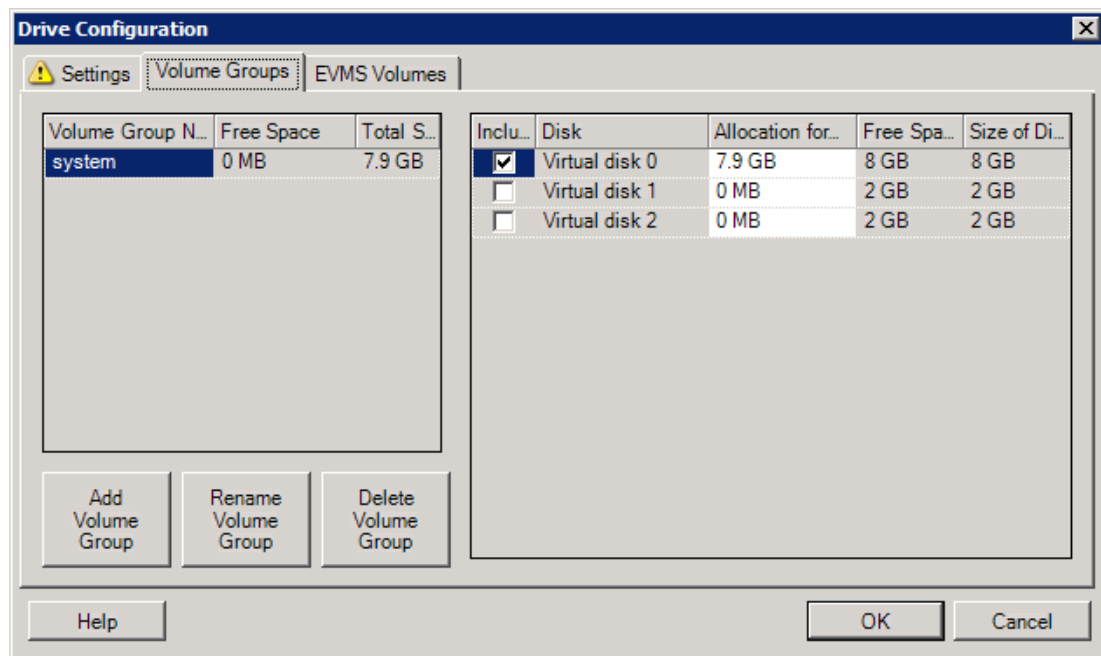 Drive Configuration
Settings Volume Groups EVMS Volumes
Volume Group N... Free Space Total S...
system 0 MB 7.9 GB
Inclu... Disk Allocation for... Free Spa... Size of Di...
Virtual disk 0 7.9 GB 8 GB 8 GB
Virtual disk 1 0 MB 2 GB 2 GB
Virtual disk 2 0 MB 2 GB 2 GB
Add
Volume
Group
Rename
Volume
Group
Delete
Volume
Group
Help OK Cancel